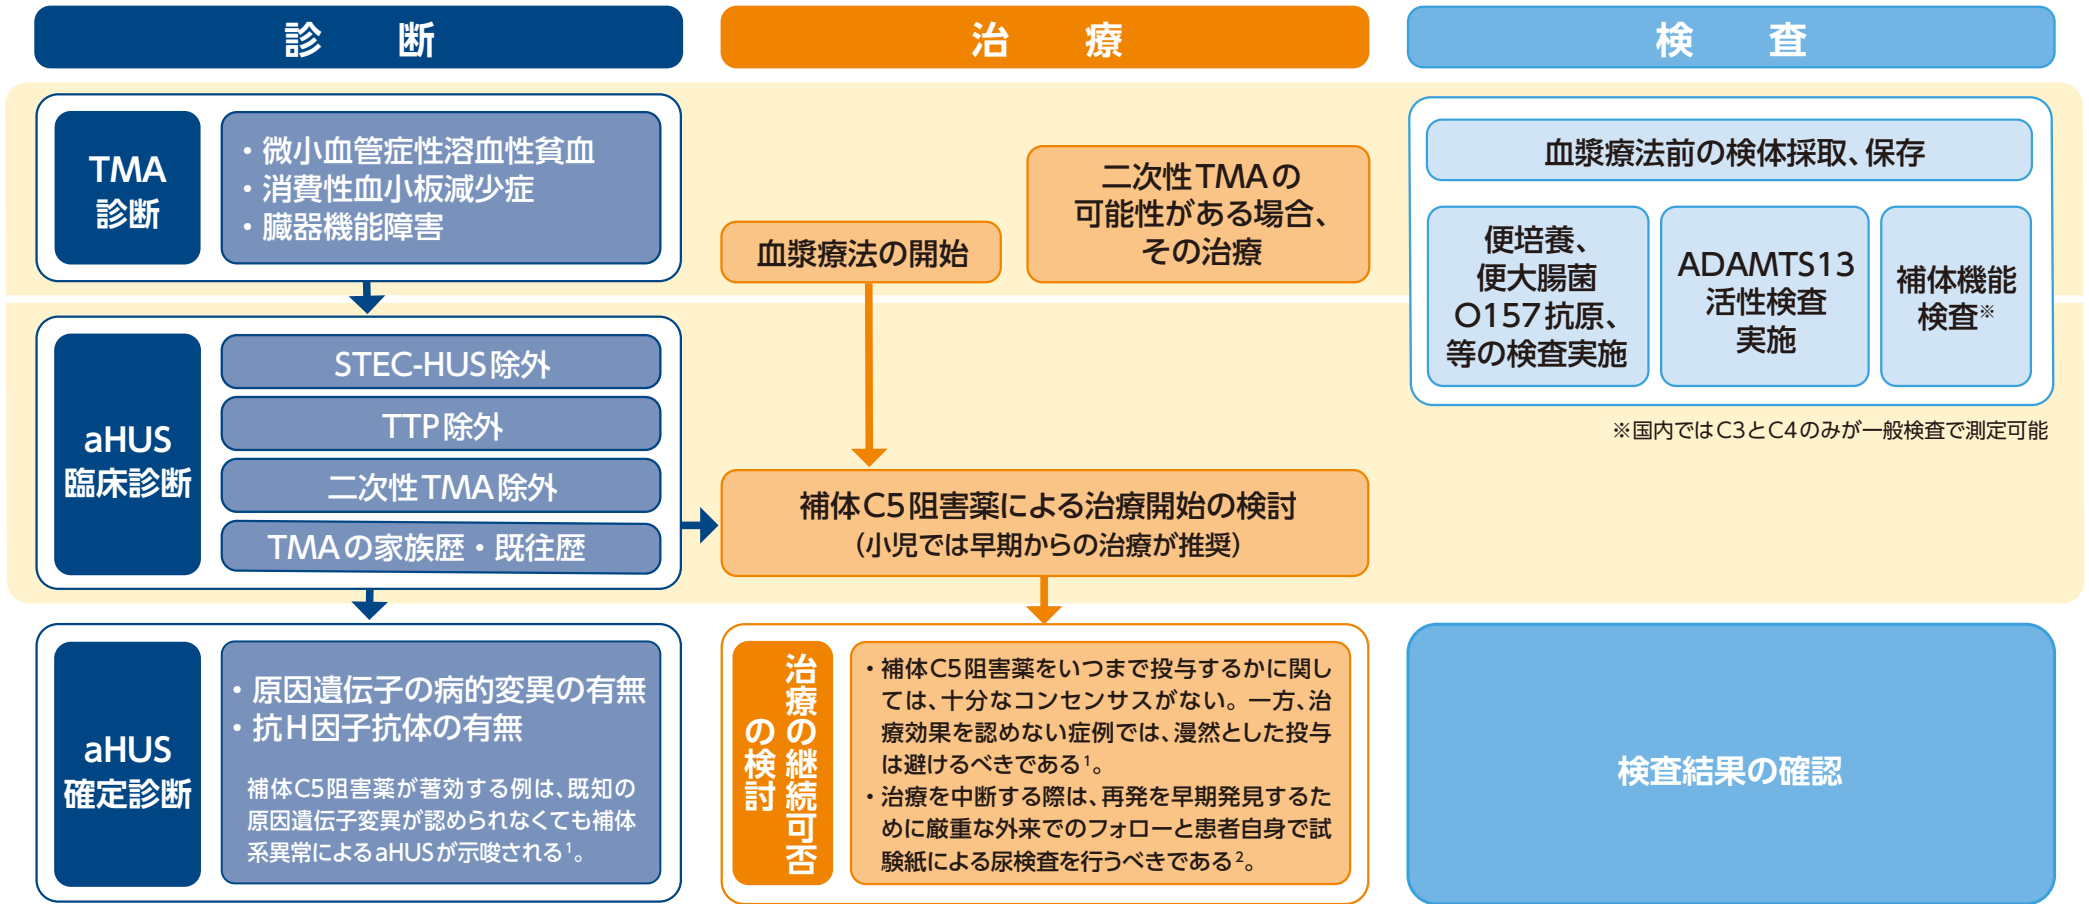 診 断
治 療
検 査
TMA
診断
・微小血管症性溶血性貧血
・消費性血小板減少症
・臓器機能障害
血漿療法の開始
二次性TMAの
可能性がある場合、
その治療
血漿療法前の検体採取、保存
便培養、
便大腸菌
O157抗原、
等の検査実施
ADAMTS13
活性検査
実施
補体機能
検査※
※国内ではC3とC4のみが一般検査で測定可能
aHUS
臨床診断
STEC-HUS除外
TTP除外
二次性TMA除外
TMAの家族歴・既往歴
補体C5阻害薬による治療開始の検討
(小児では早期からの治療が推奨)
aHUS
確定診断
・原因遺伝子の病的変異の有無
・抗H因子抗体の有無
補体C5阻害薬が著効する例は、既知の
原因遺伝子変異が認められなくても補体
系異常によるaHUSが示唆される¹。
治療の継続可否
の検討
・補体C5阻害薬をいつまで投与するかに関し
ては、十分なコンセンサスがない。一方、治
療効果を認めない症例では、漫然とした投与
は避けるべきである¹。
・治療を中断する際は、再発を早期発見するた
めに厳重な外来でのフォローと患者自身で試
験紙による尿検査を行うべきである²。
検査結果の確認